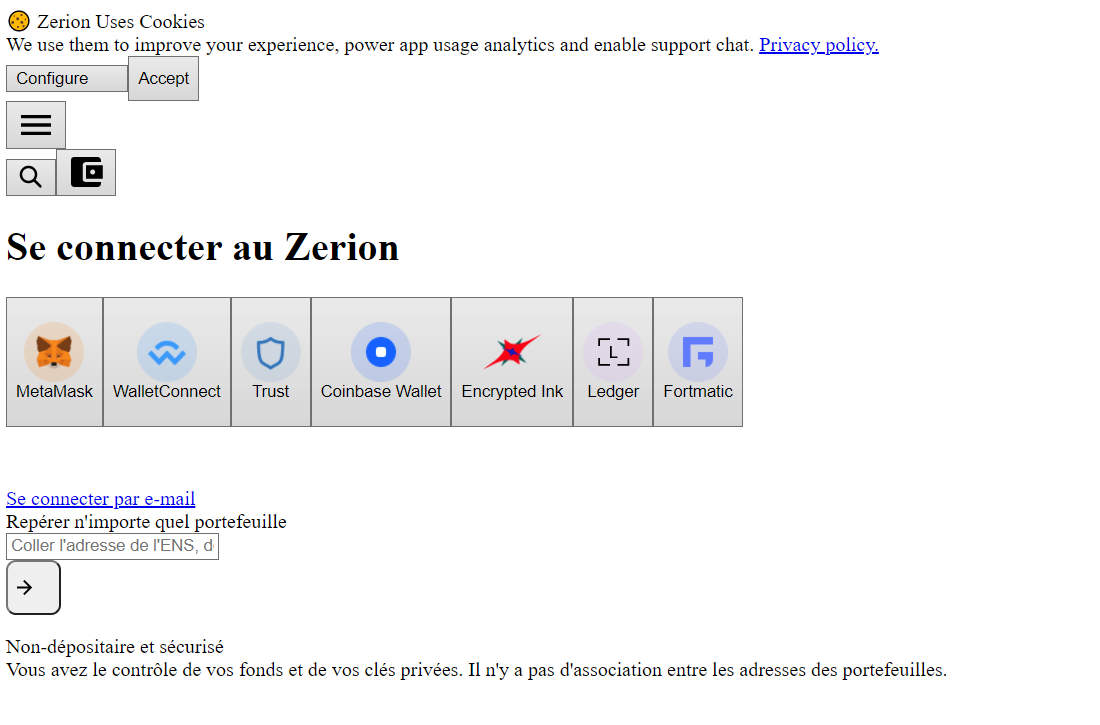 Zerion Uses Cookies
We use them to improve your experience, power app usage analytics and enable support chat. Privacy policy.
Configure Accept
Se connecter au Zerion
MetaMask WalletConnect Trust Coinbase Wallet Encrypted Ink Ledger Fortmatic
Se connecter par e-mail
Repérer n'importe quel portefeuille
Coller l'adresse de l'ENS, d
Non-dépositaire et sécurisé
Vous avez le contrôle de vos fonds et de vos clés privées. Il n'y a pas d'association entre les adresses des portefeuilles.